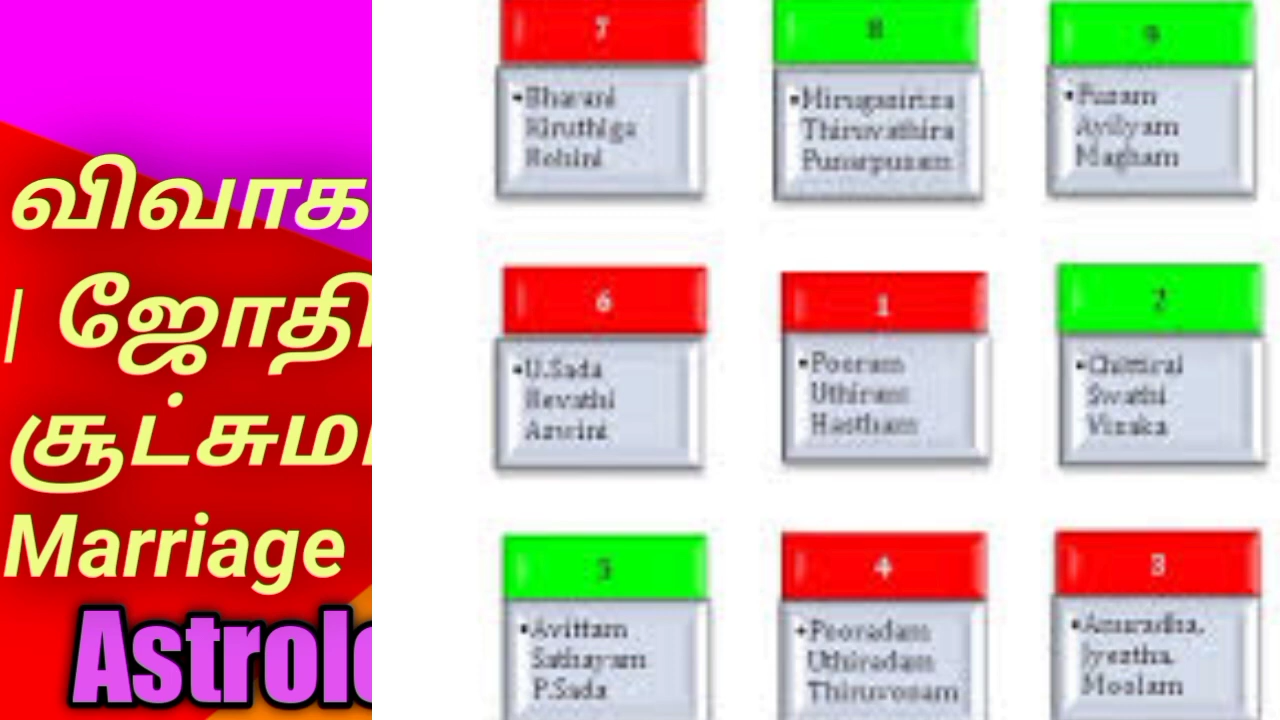 விவாக
| ஜோதி
சூட்சும
Marriage
Astrolo
7
•Bharani
Kiruthiga
Rohini
8
•Mirugasirisa
Thiruvathira
Punarpusam
9
•Pusam
Ayilyam
Magham
6
•U.Sada
Revathi
Aswini
1
•Pooram
Uthiram
Hastham
2
•Chittirai
Swathi
Visaka
5
•Avittam
Sathayam
P.Sada
4
•Pooradam
Uthiradam
Thiruvonam
3
•Anuradha,
Jyestha,
Moolam